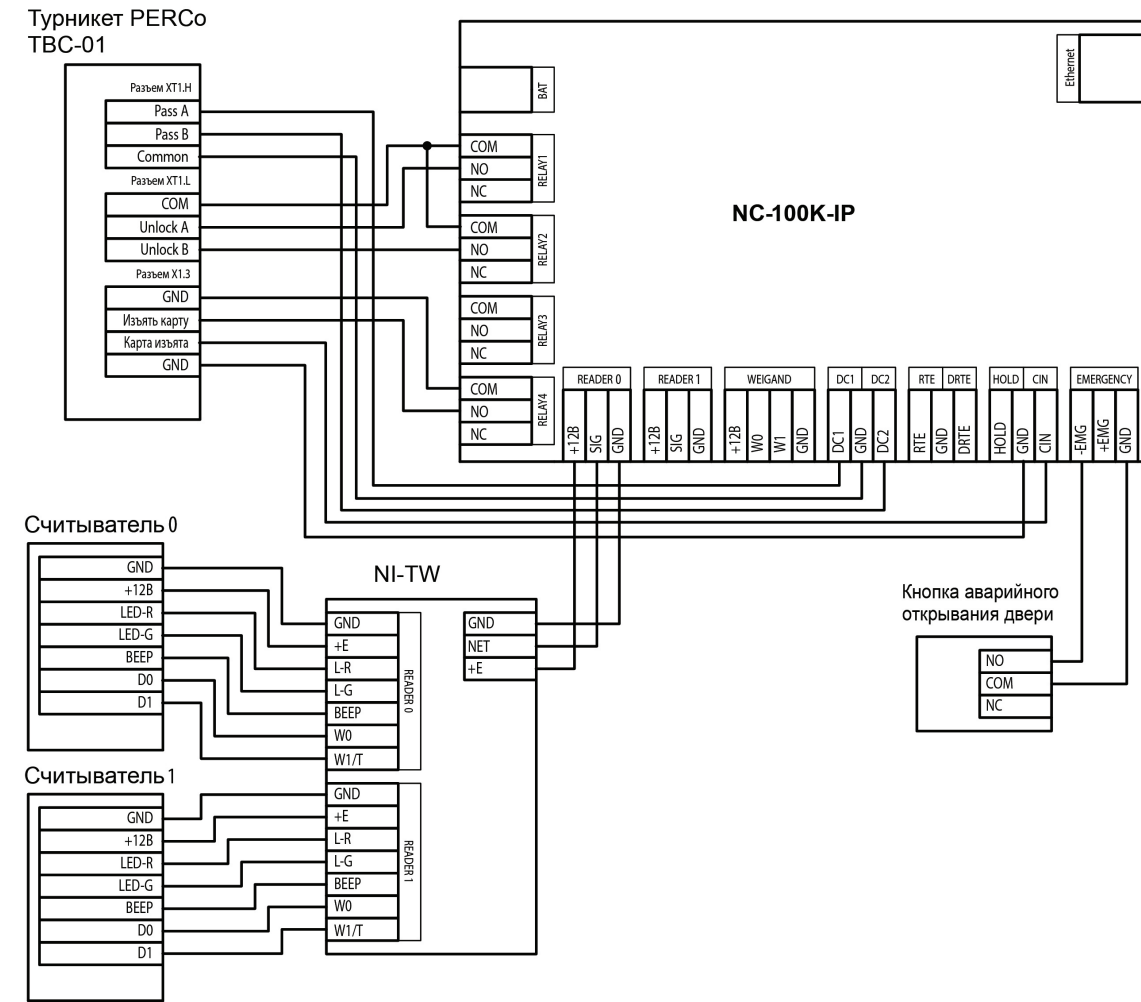 Турникет PERCo
TBC-01
Разъем XT1.H
Pass A
Pass B
Common
Разъем XT1.L
COM
Unlock A
Unlock B
Разъем X1.3
GND
Изъять карту
Карта изъята
GND
BAT
COM
NO
NC
RELAY1
COM
NO
NC
RELAY2
COM
NO
NC
RELAY3
COM
NO
NC
RELAY4
NC-100K-IP
Ethernet
READER 0
+12B
SIG
GND
READER 1
+12B
SIG
GND
WEIGAND
+12B
W0
W1
GND
DC1 DC2
DC1
GND
DC2
RTE DRTE
RTE
GND
DRTE
HOLD CIN
HOLD
GND
CIN
EMERGENCY
-EMG
+EMG
GND
Считыватель 0
GND
+12B
LED-R
LED-G
BEEP
D0
D1
Считыватель 1
GND
+12B
LED-R
LED-G
BEEP
D0
D1
NI-TW
GND
+E
L-R
L-G
BEEP
W0
W1/T
READER 0
GND
+E
L-R
L-G
BEEP
W0
W1/T
READER 1
GND
NET
+E
Кнопка аварийного
открывания двери
NO
COM
NC